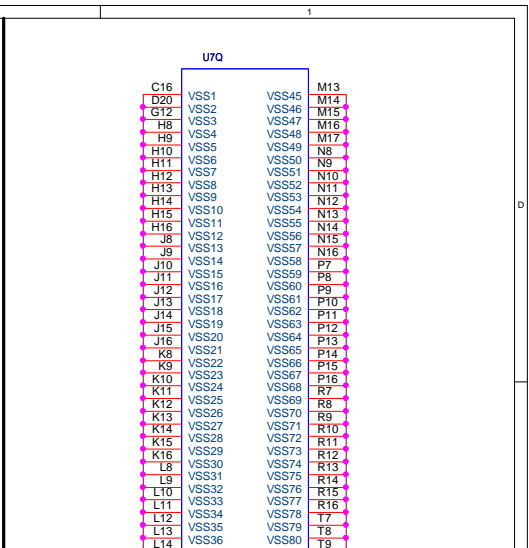 1
U7Q
D
C16 VSS1 VSS45 M13
D20 VSS2 VSS46 M14
G12 VSS3 VSS47 M15
H8 VSS4 VSS48 M16
H9 VSS5 VSS49 M17
H10 VSS6 VSS50 N8
H11 VSS7 VSS51 N9
H12 VSS8 VSS52 N10
H13 VSS9 VSS53 N11
H14 VSS10 VSS54 N12
H15 VSS11 VSS55 N13
H16 VSS12 VSS56 N14
J8 VSS13 VSS57 N15
J9 VSS14 VSS58 N16
J10 VSS15 VSS59 P7
J11 VSS16 VSS60 P8
J12 VSS17 VSS61 P9
J13 VSS18 VSS62 P10
J14 VSS19 VSS63 P11
J15 VSS20 VSS64 P12
J16 VSS21 VSS65 P13
K8 VSS22 VSS66 P14
K9 VSS23 VSS67 P15
K10 VSS24 VSS68 P16
K11 VSS25 VSS69 R7
K12 VSS26 VSS70 R8
K13 VSS27 VSS71 R9
K14 VSS28 VSS72 R10
K15 VSS29 VSS73 R11
K16 VSS30 VSS74 R12
L8 VSS31 VSS75 R13
L9 VSS32 VSS76 R14
L10 VSS33 VSS77 R15
L11 VSS34 VSS78 R16
L12 VSS35 VSS79 T7
L13 VSS36 VSS80 T8
L14 T9